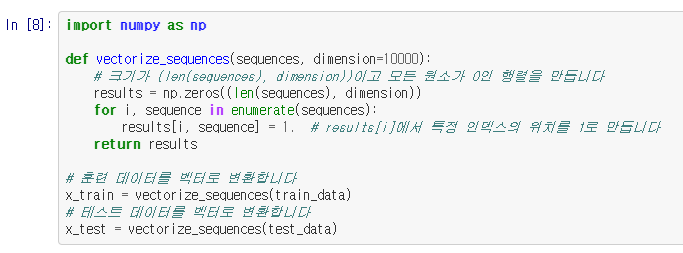 In [8]: import numpy as np
def vectorize_sequences(sequences, dimension=10000):
# 크기가 (len(sequences), dimension))이고 모든 원소가 0인 행렬을 만듭니다
results = np.zeros((len(sequences), dimension))
for i, sequence in enumerate(sequences):
results[i, sequence] = 1. # results[i]에서 특정 인덱스의 위치를 1로 만듭니다
return results
# 훈련 데이터를 벡터로 변환합니다
x_train = vectorize_sequences(train_data)
# 테스트 데이터를 벡터로 변환합니다
x_test = vectorize_sequences(test_data)